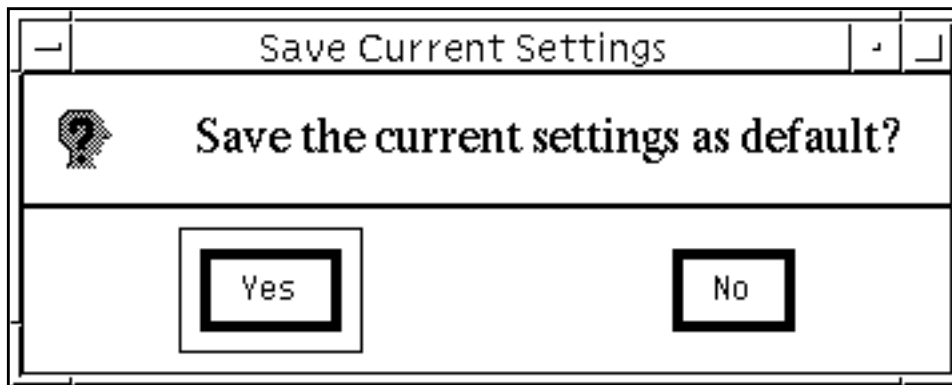 Save Current Settings
Save the current settings as default?
Yes
No